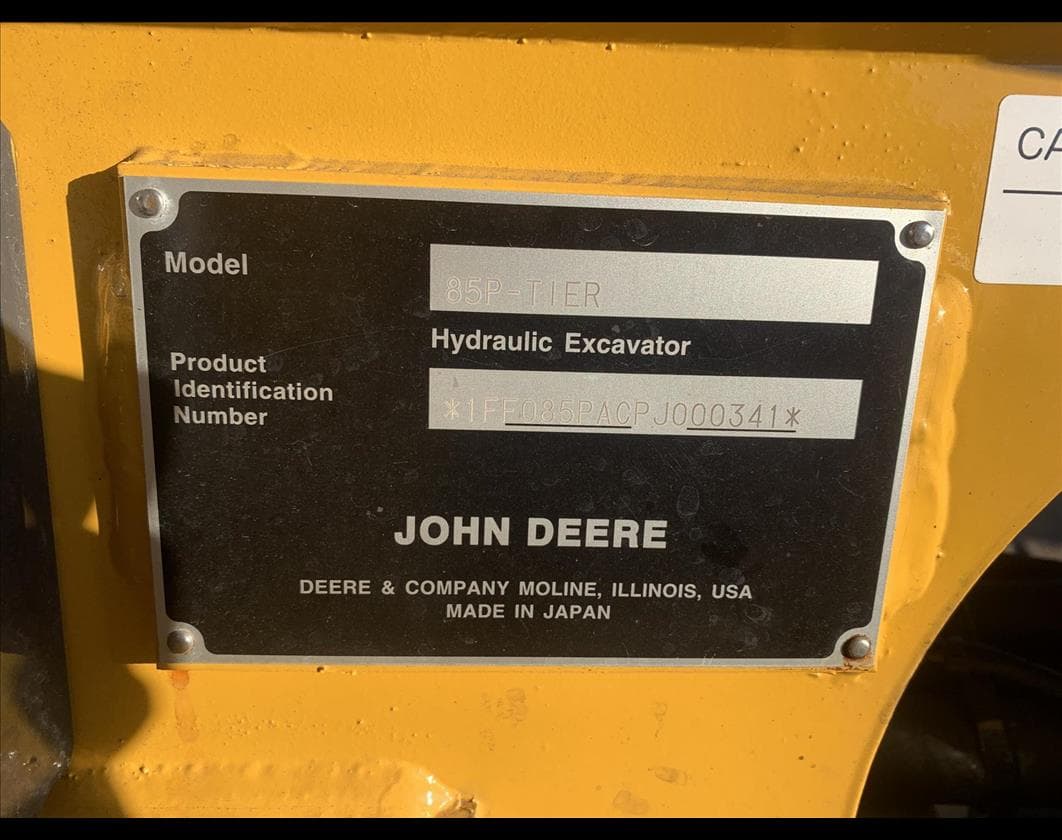 CA
Model
85P-TIER
Hydraulic Excavator
Product
Identification
Number
*1FF085PACPJ000341*
JOHN DEERE
DEERE & COMPANY MOLINE, ILLINOIS, USA
MADE IN JAPAN